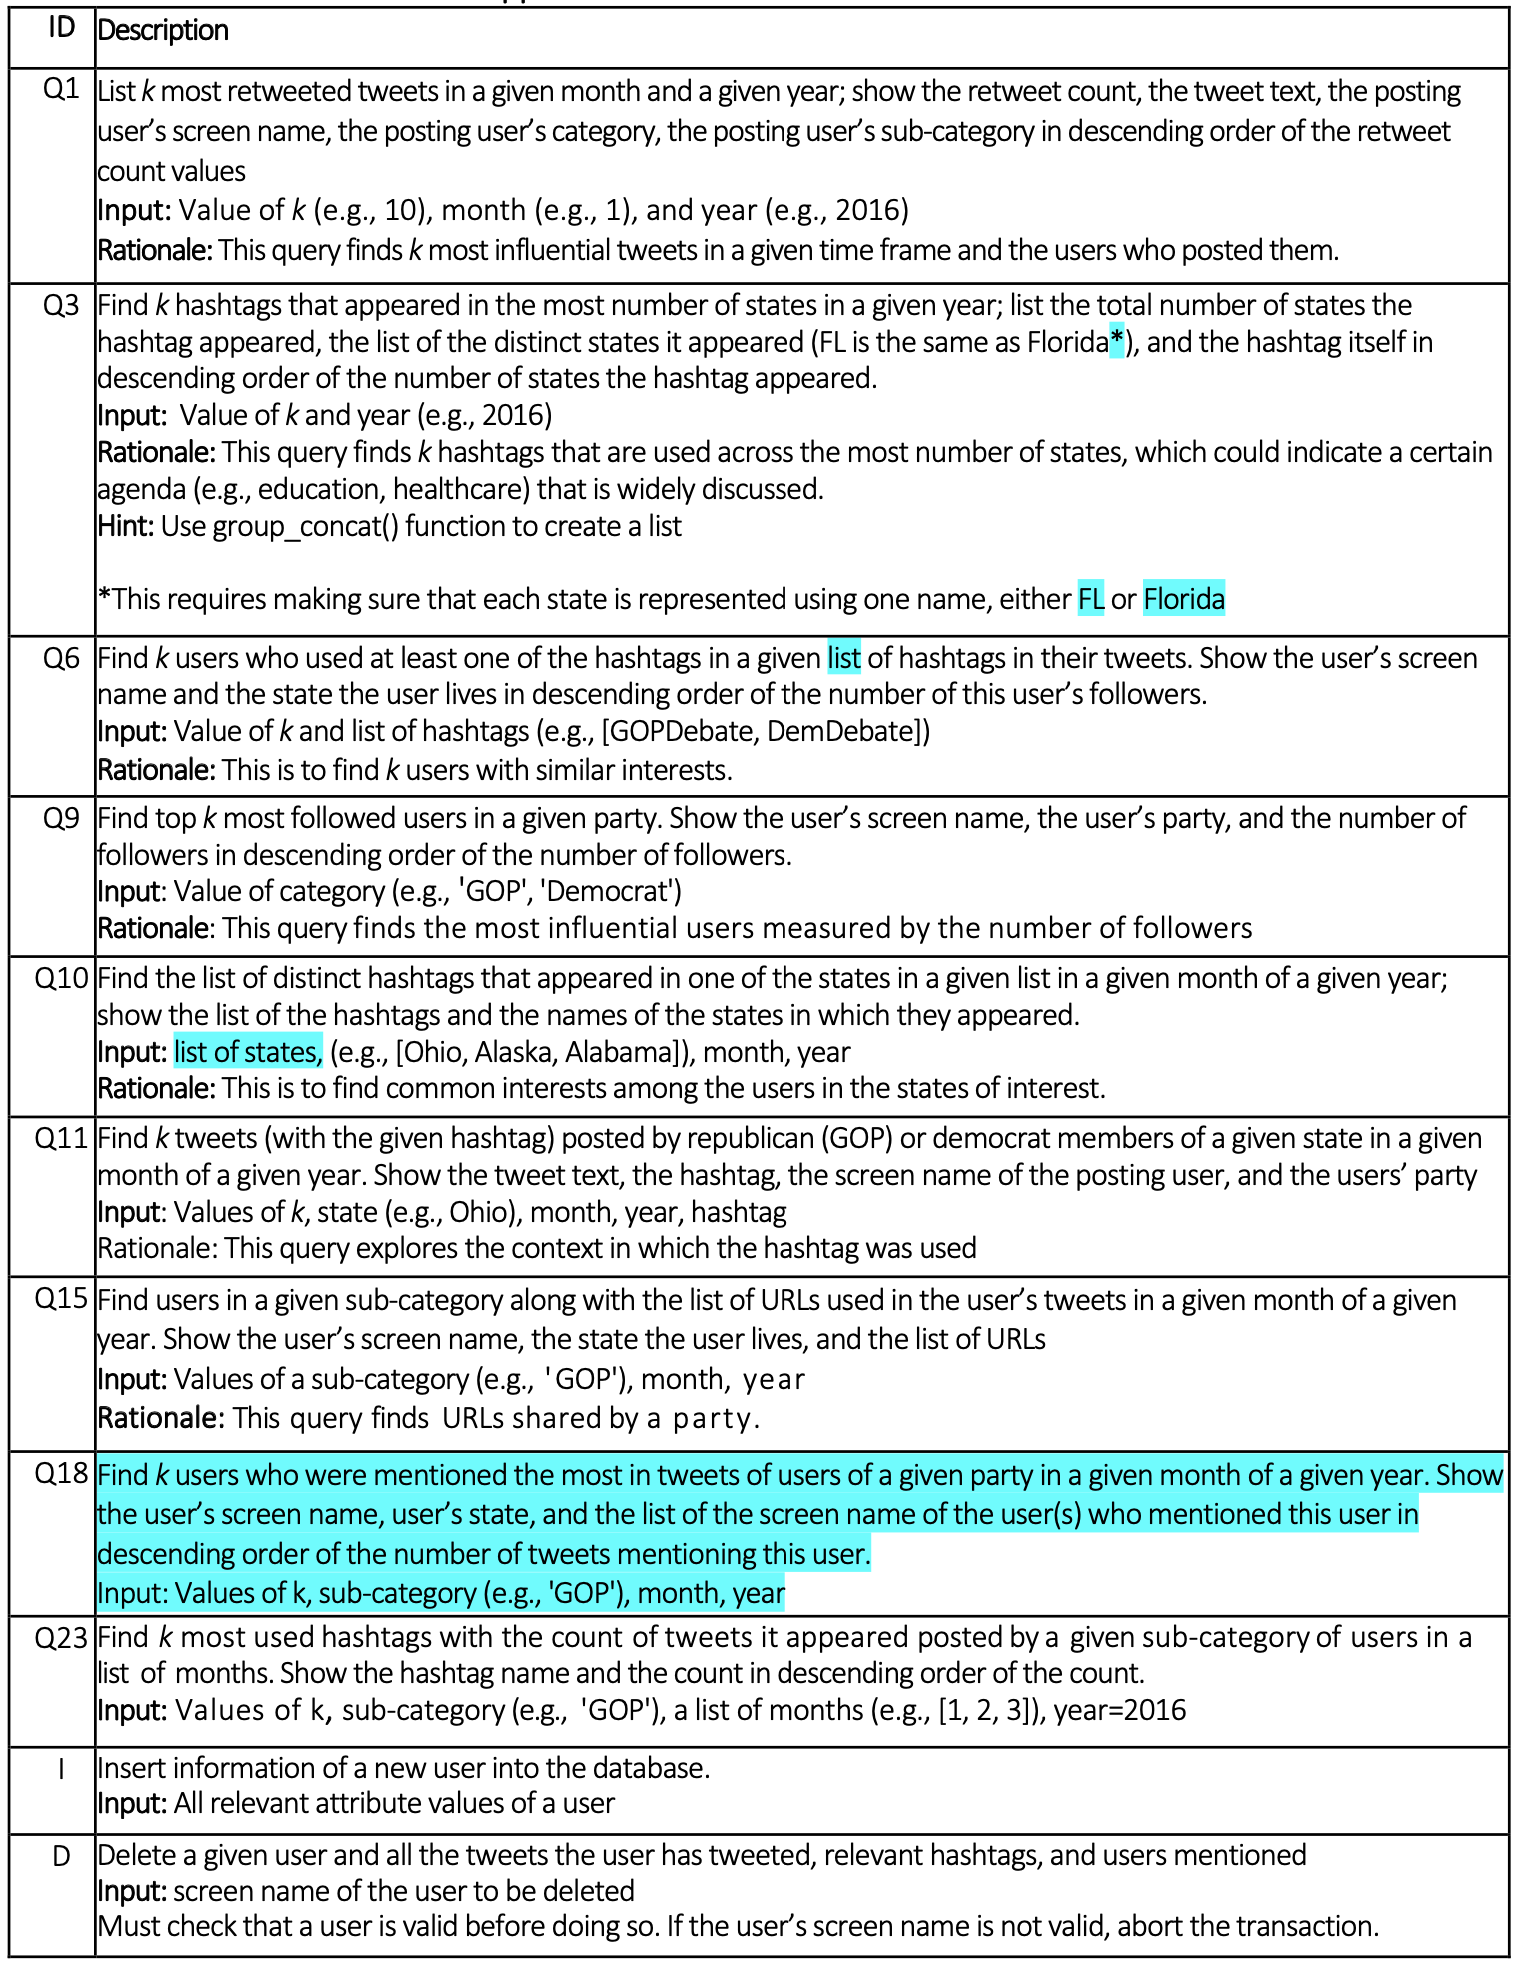 ID Description
Q1 List k most retweeted tweets in a given month and a given year; show the retweet count, the tweet text, the posting
user’s screen name, the posting user’s category, the posting user’s sub-category in descending order of the retweet
count values
Input: Value of k (e.g., 10), month (e.g., 1), and year (e.g., 2016)
Rationale: This query finds k most influential tweets in a given time frame and the users who posted them.
Q3 Find k hashtags that appeared in the most number of states in a given year; list the total number of states the
hashtag appeared, the list of the distinct states it appeared (FL is the same as Florida*), and the hashtag itself in
descending order of the number of states the hashtag appeared.
Input: Value of k and year (e.g., 2016)
Rationale: This query finds k hashtags that are used across the most number of states, which could indicate a certain
agenda (e.g., education, healthcare) that is widely discussed.
Hint: Use group_concat() function to create a list
*This requires making sure that each state is represented using one name, either FL or Florida
Q6 Find k users who used at least one of the hashtags in a given list of hashtags in their tweets. Show the user’s screen
name and the state the user lives in descending order of the number of this user’s followers.
Input: Value of k and list of hashtags (e.g., [GOPDebate, DemDebate])
Rationale: This is to find k users with similar interests.
Q9 Find top k most followed users in a given party. Show the user’s screen name, the user’s party, and the number of
followers in descending order of the number of followers.
Input: Value of category (e.g., 'GOP', 'Democrat')
Rationale: This query finds the most influential users measured by the number of followers
Q10 Find the list of distinct hashtags that appeared in one of the states in a given list in a given month of a given year;
show the list of the hashtags and the names of the states in which they appeared.
Input: list of states, (e.g., [Ohio, Alaska, Alabama]), month, year
Rationale: This is to find common interests among the users in the states of interest.
Q11 Find k tweets (with the given hashtag) posted by republican (GOP) or democrat members of a given state in a given
month of a given year. Show the tweet text, the hashtag, the screen name of the posting user, and the users’ party
Input: Values of k, state (e.g., Ohio), month, year, hashtag
Rationale: This query explores the context in which the hashtag was used
Q15 Find users in a given sub-category along with the list of URLs used in the user’s tweets in a given month of a given
year. Show the user’s screen name, the state the user lives, and the list of URLs
Input: Values of a sub-category (e.g., 'GOP'), month, year
Rationale: This query finds URLs shared by a party.
Q18 Find k users who were mentioned the most in tweets of users of a given party in a given month of a given year. Show
the user’s screen name, user’s state, and the list of the screen name of the user(s) who mentioned this user in
descending order of the number of tweets mentioning this user.
Input: Values of k, sub-category (e.g., 'GOP'), month, year
Q23 Find k most used hashtags with the count of tweets it appeared posted by a given sub-category of users in a
list of months. Show the hashtag name and the count in descending order of the count.
Input: Values of k, sub-category (e.g., 'GOP'), a list of months (e.g., [1, 2, 3]), year=2016
I Insert information of a new user into the database.
Input: All relevant attribute values of a user
D Delete a given user and all the tweets the user has tweeted, relevant hashtags, and users mentioned
Input: screen name of the user to be deleted
Must check that a user is valid before doing so. If the user’s screen name is not valid, abort the transaction.